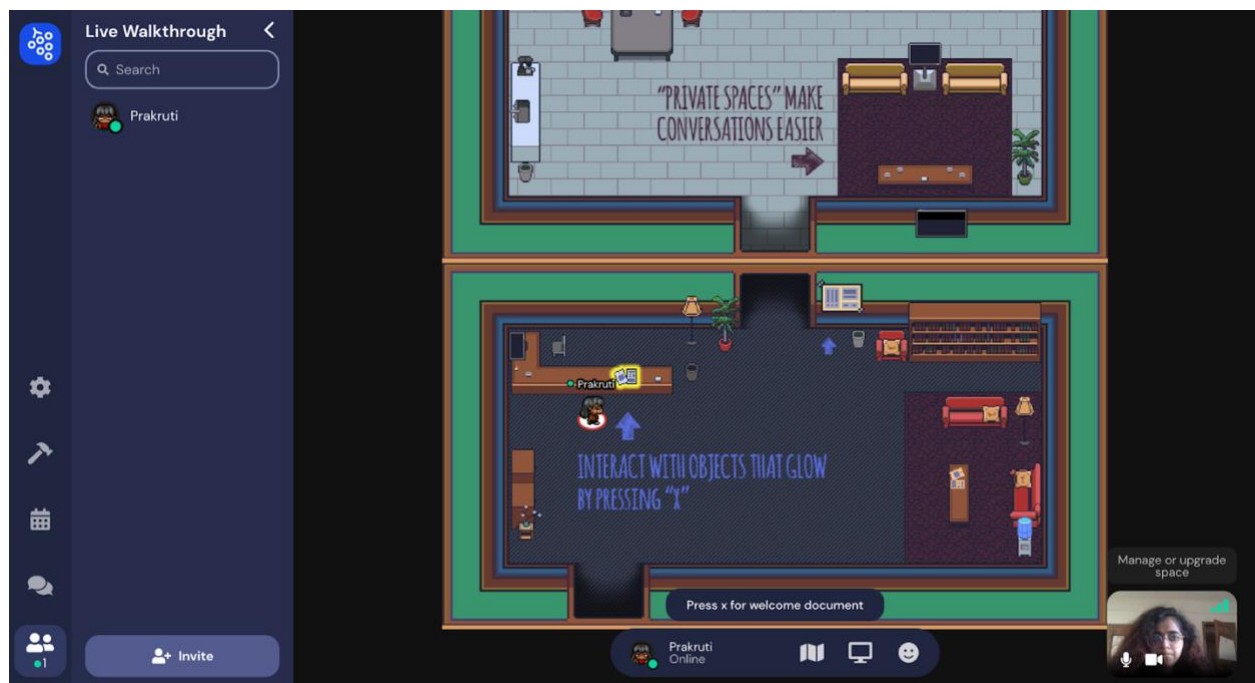 Live Walkthrough
Search
Prakruti
"PRIVATE SPACES" MAKE
CONVERSATIONS EASIER
Prakruti
INTERACT WITH OBJECTS THAT GLOW
BY PRESSING "X"
Manage or upgrade
space
Press x for welcome document
1
Invite
Prakruti
Online